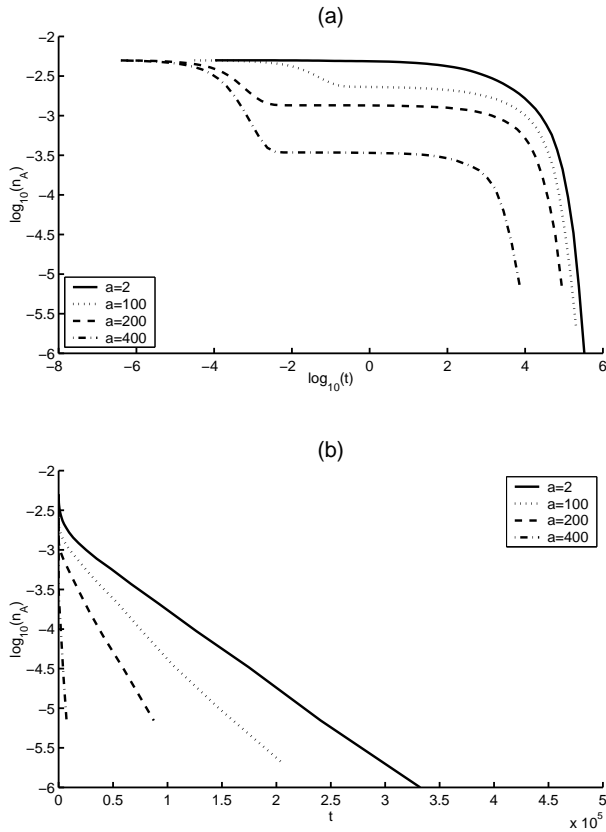 (a)
-2
-2.5
-3
-3.5
-4
-4.5
-5
-5.5
-6
log10(nA)
a=2
a=100
a=200
a=400
-8 -6 -4 -2 0 2 4 6
log10(t)
(b)
-2
-2.5
-3
-3.5
-4
-4.5
-5
-5.5
-6
log10(nA)
a=2
a=100
a=200
a=400
0 0.5 1 1.5 2 2.5 3 3.5 4 4.5 5
t
x 10^5